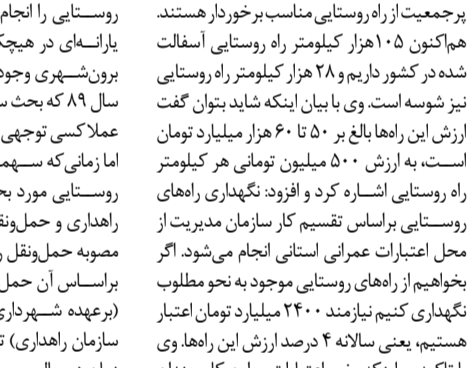 پرجمعیت از راه روستایی مناسب برخوردار هستند.
هم‌اکنون ۱۰۵ هزار کیلومتر راه روستایی آسفالت
شده در کشور داریم و ۲۸ هزار کیلومتر راه روستایی
نیز شوسه است. وی با بیان اینکه شاید بتوان گفت
ارزش این راه‌ها بالغ بر ۵۰ تا ۶۰ هزار میلیارد تومان
است، به ارزش ۵۰۰ میلیون تومانی هر کیلومتر
راه روستایی اشاره کرد و افزود: نگهداری راه‌های
روستایی براساس تقسیم کار سازمان مدیریت از
محل اعتبارات عمرانی استانی انجام می‌شود. اگر
بخواهیم از راه‌های روستایی موجود به نحو مطلوب
نگهداری کنیم نیازمند ۲۴۰۰ میلیارد تومان اعتبار
هستیم، یعنی سالانه ۴ درصد ارزش این راه‌ها. وی
روستایی را انجام
یارانه‌ای در هیچکـ
برون‌شهری وجود
سال ۸۹ که بحث سـ
عملا کسی توجهی
اما زمانی که سهمـ
روستایی مورد بحـ
راهداری و حمل‌ونقـ
مصوبه حمل‌ونقل ر
براساس آن حمل
(برعهده شهرداری
سازمان راهداری) تـ